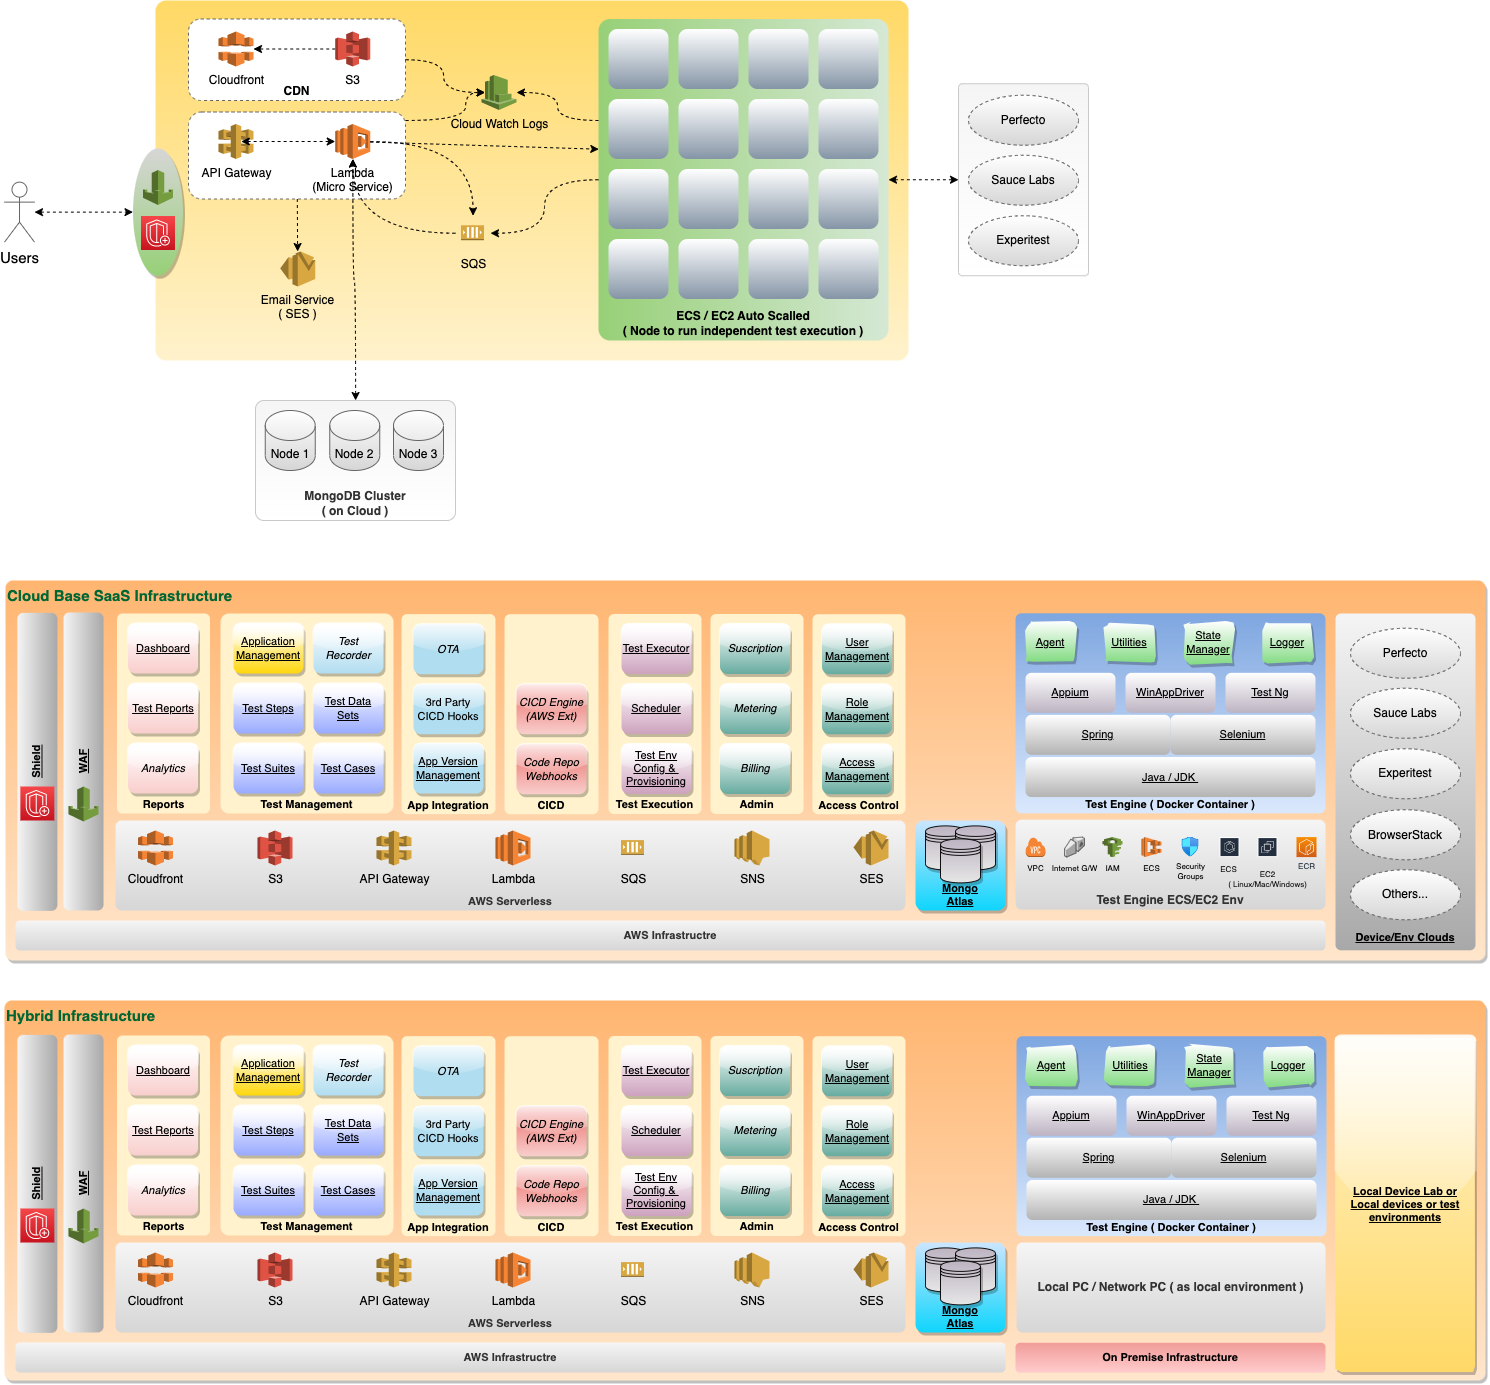 Cloudfront
S3
CDN
Cloud Watch Logs
API Gateway
Lambda
(Micro Service)
Users
SQS
Email Service
( SES )
ECS / EC2 Auto Scalled
( Node to run independent test execution )
Perfecto
Sauce Labs
Experitest
Node 1
Node 2
Node 3
MongoDB Cluster
( on Cloud )
Cloud Base SaaS Infrastructure
Shield
WAF
Dashboard
Test Reports
Analytics
Reports
Application
Management
Test
Recorder
Test Steps
Test Data
Sets
Test Suites
Test Cases
Test Management
OTA
3rd Party
CICD Hooks
App Version
Management
App Integration
CICD Engine
(AWS Ext)
Code Repo
Webhooks
CICD
Test Executor
Scheduler
Test Env
Config &
Provisioning
Test Execution
Suscription
Metering
Billing
Admin
User
Management
Role
Management
Access
Management
Access Control
Agent
Utilities
State
Manager
Logger
Appium
WinAppDriver
Test Ng
Spring
Selenium
Java / JDK
Test Engine ( Docker Container )
Cloudfront
S3
API Gateway
Lambda
SQS
SNS
SES
AWS Serverless
Mongo
Atlas
VPC
VPC
Internet G/W
IAM
ECS
Security
Groups
ECS
EC2
( Linux/Mac/Windows)
ECR
Test Engine ECS/EC2 Env
AWS Infrastructre
Perfecto
Sauce Labs
Experitest
BrowserStack
Others...
Device/Env Clouds
Hybrid Infrastructure
Shield
WAF
Dashboard
Test Reports
Analytics
Reports
Application
Management
Test
Recorder
Test Steps
Test Data
Sets
Test Suites
Test Cases
Test Management
OTA
3rd Party
CICD Hooks
App Version
Management
App Integration
CICD Engine
(AWS Ext)
Code Repo
Webhooks
CICD
Test Executor
Scheduler
Test Env
Config &
Provisioning
Test Execution
Suscription
Metering
Billing
Admin
User
Management
Role
Management
Access
Management
Access Control
Agent
Utilities
State
Manager
Logger
Appium
WinAppDriver
Test Ng
Spring
Selenium
Java / JDK
Test Engine ( Docker Container )
Cloudfront
S3
API Gateway
Lambda
SQS
SNS
SES
AWS Serverless
Mongo
Atlas
Local PC / Network PC ( as local environment )
AWS Infrastructre
On Premise Infrastructure
Local Device Lab or
Local devices or test
environments